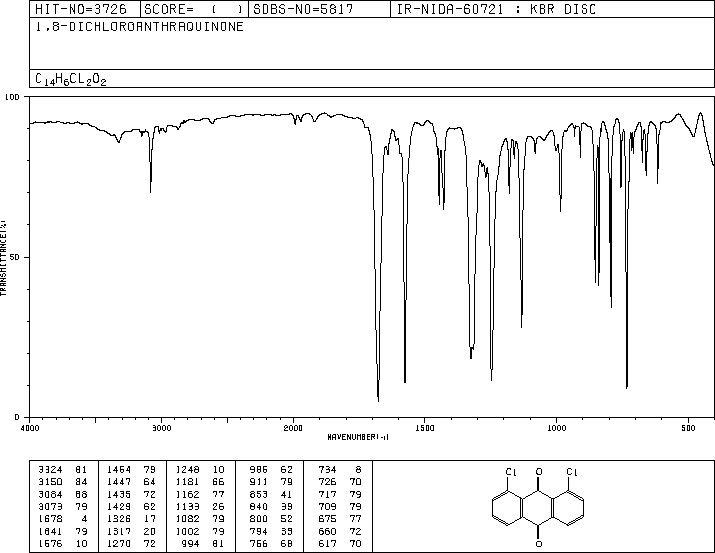 HIT-NO=3726 SCORE= ( ) SDBS-NO=5817 IR-NIDA-60721 : KBR DISC
1,8-DICHLOROANTHRAQUINONE
C14H6CL2O2
100
TRANSMITTANCE(%)
50
0
4000 3000 2000 1500 1000 500
WAVENUMBER(-1)
3324 81 1464 79 1248 10 986 62 734 8
3150 84 1447 64 1181 66 911 79 726 70
3084 88 1435 72 1162 77 853 41 717 79
3079 79 1429 62 1133 26 840 39 709 79
1678 4 1326 17 1082 79 800 52 675 77
1641 79 1317 20 1002 79 794 39 660 72
1576 10 1270 72 994 81 756 68 617 70
Cl O Cl
O